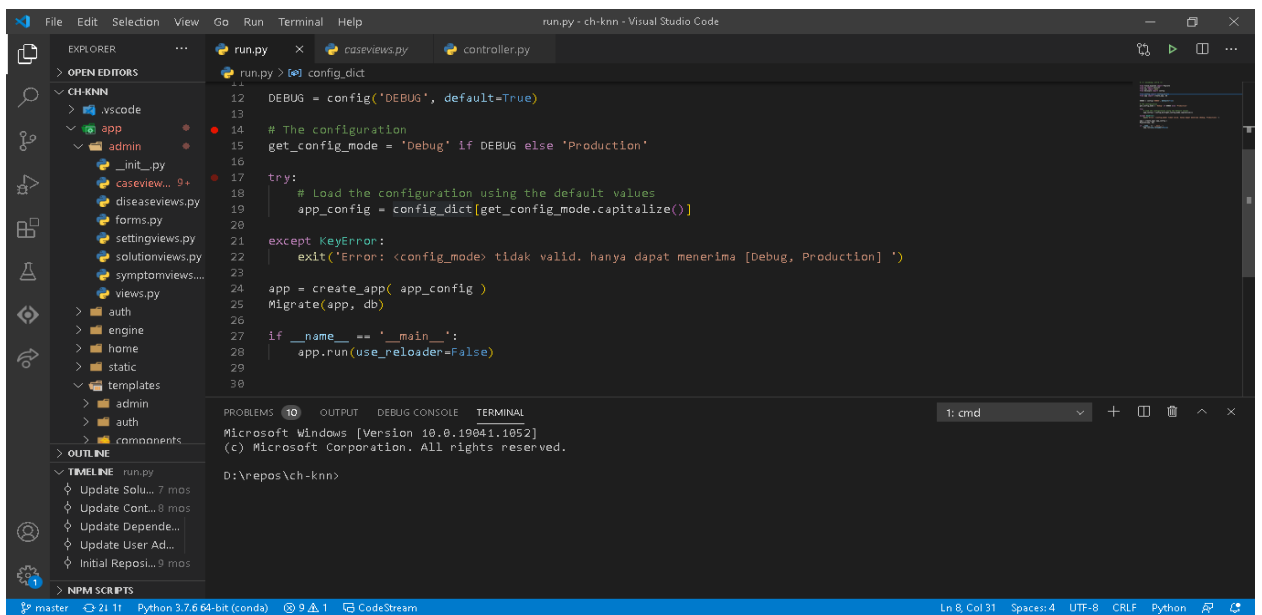 File Edit Selection View Go Run Terminal Help
run.py - ch-knn - Visual Studio Code
EXPLORER
run.py
caseviews.py
controller.py
OPEN EDITORS
run.py > config_dict
CH-KNN
.vscode
app
admin
__init__.py
caseview... 9+
diseaseviews.py
forms.py
settingviews.py
solutionviews.py
symptomviews....
views.py
auth
engine
home
static
templates
admin
auth
components
OUTLINE
TIMELINE run.py
Update Solu... 7 mos
Update Cont... 8 mos
Update Depende...
Update User Ad...
Initial Reposi... 9 mos
NPM SCRIPTS
11
12 DEBUG = config('DEBUG', default=True)
13
14 # The configuration
15 get_config_mode = 'Debug' if DEBUG else 'Production'
16
17 try:
18 # Load the configuration using the default values
19 app_config = config_dict[get_config_mode.capitalize()]
20
21 except KeyError:
22 exit('Error: <config_mode> tidak valid. hanya dapat menerima [Debug, Production] ')
23
24 app = create_app( app_config )
25 Migrate(app, db)
26
27 if __name__ == '__main__':
28 app.run(use_reloader=False)
29
30
PROBLEMS 10 OUTPUT DEBUG CONSOLE TERMINAL
1: cmd
Microsoft Windows [Version 10.0.19041.1052]
(c) Microsoft Corporation. All rights reserved.
D:\repos\ch-knn>
1
master 2↓ 1↑ Python 3.7.6 64-bit (conda) 9 1 CodeStream
Ln 8, Col 31 Spaces: 4 UTF-8 CRLF Python